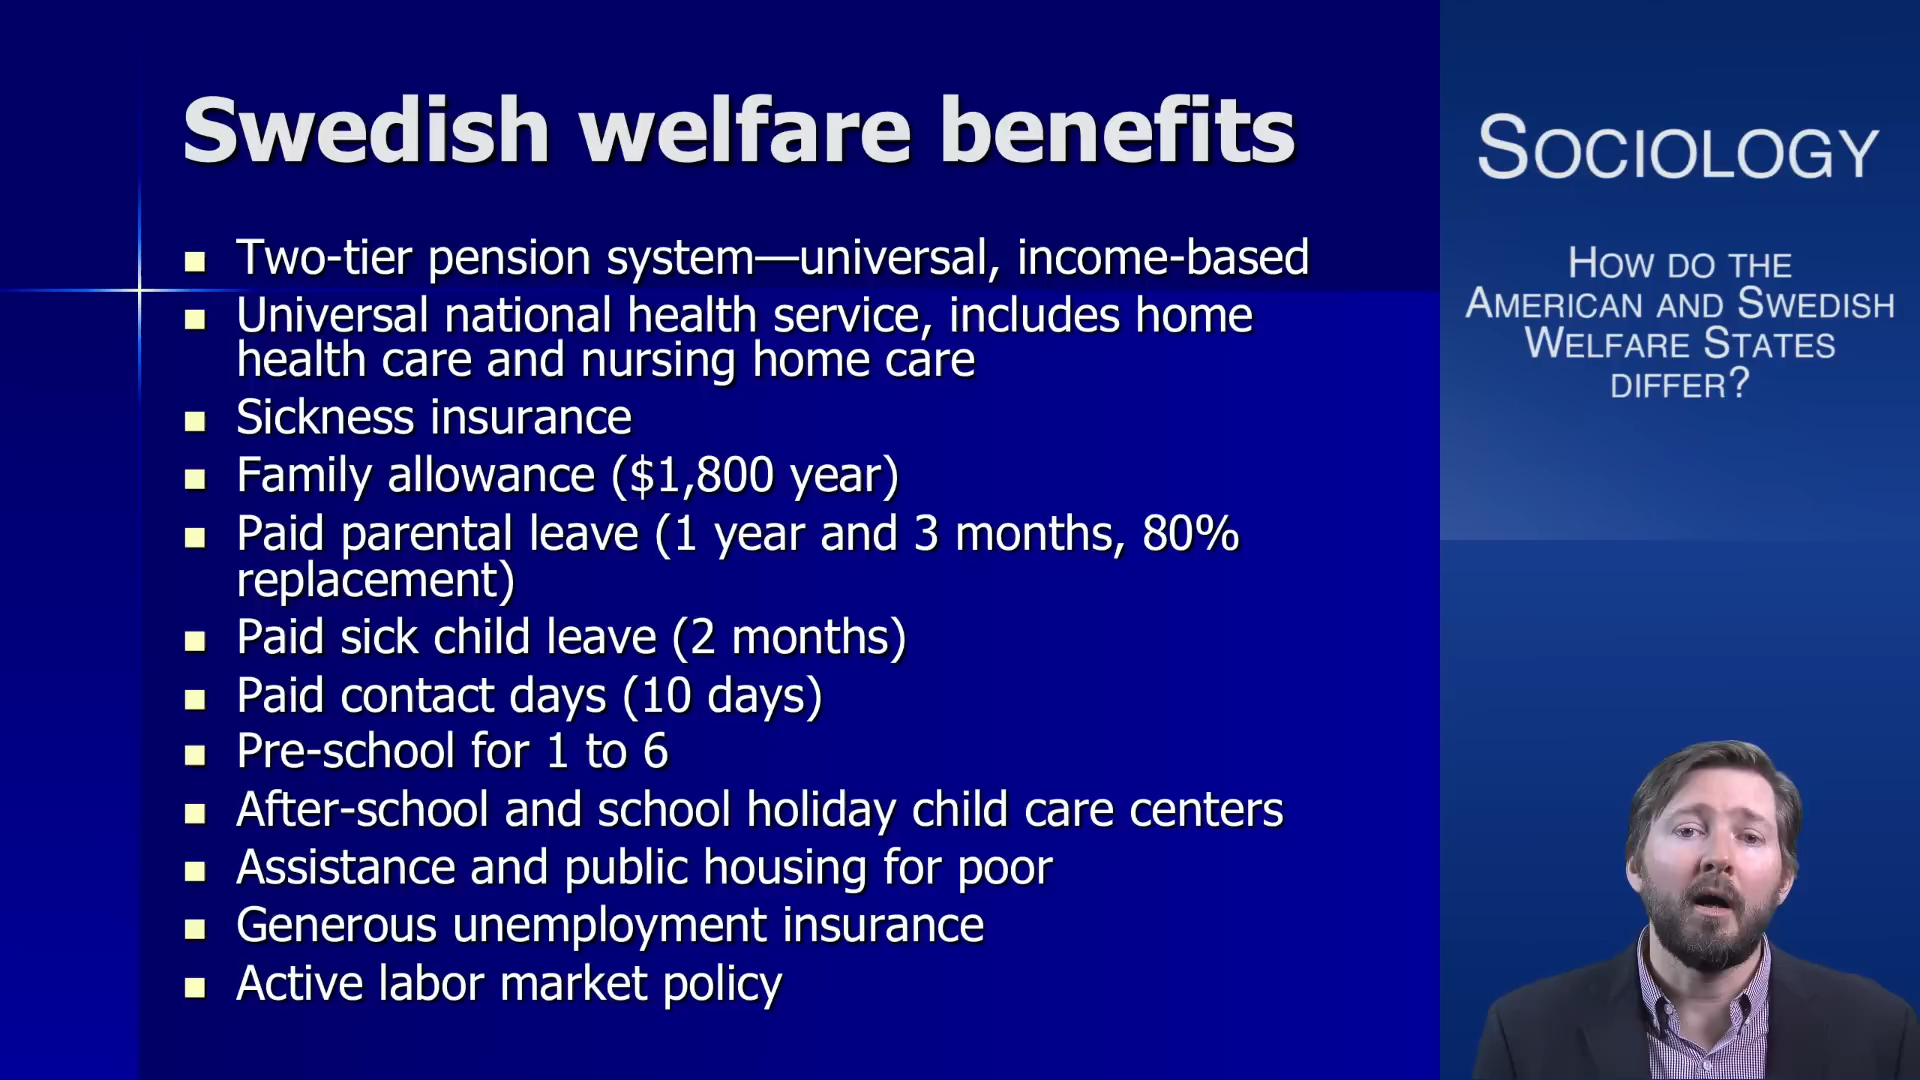 Swedish welfare benefits
Two-tier pension system—universal, income-based
Universal national health service, includes home
health care and nursing home care
Sickness insurance
Family allowance ($1,800 year)
Paid parental leave (1 year and 3 months, 80%
replacement)
Paid sick child leave (2 months)
Paid contact days (10 days)
Pre-school for 1 to 6
After-school and school holiday child care centers
Assistance and public housing for poor
Generous unemployment insurance
Active labor market policy
Sociology
How do the
American and Swedish
Welfare States
differ?